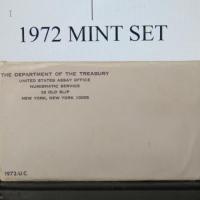 1972 MINT SET
THE DEPARTMENT OF THE TREASURY
UNITED STATES ASSAY OFFICE
NUMISMATIC SERVICE
32 OLD SLIP
NEW YORK, NEW YORK 10005
1972/U.C.